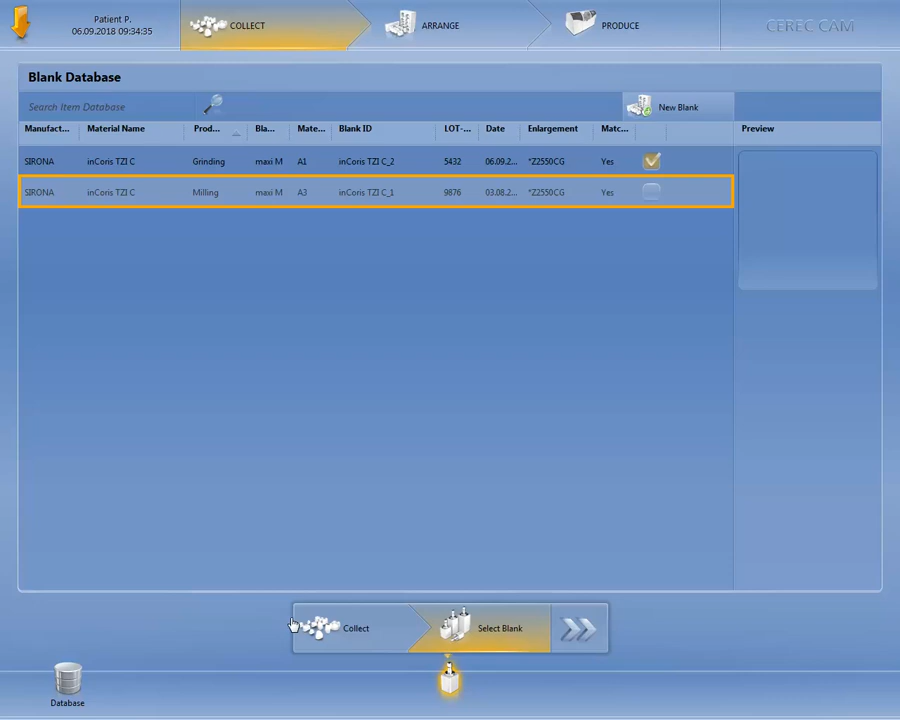 Patient P.
06.09.2018 09:34:35
COLLECT
ARRANGE
PRODUCE
CEREC CAM
Blank Database
Search Item Database
New Blank
Manufact... Material Name Prod... Bla... Mate... Blank ID LOT-... Date Enlargement Matc... Preview
SIRONA inCoris TZI C Grinding maxi M A1 inCoris TZI C_2 5432 06.09.2... *Z2550CG Yes
SIRONA inCoris TZI C Milling maxi M A3 inCoris TZI C_1 9876 03.08.2... *Z2550CG Yes
Collect
Select Blank
Database